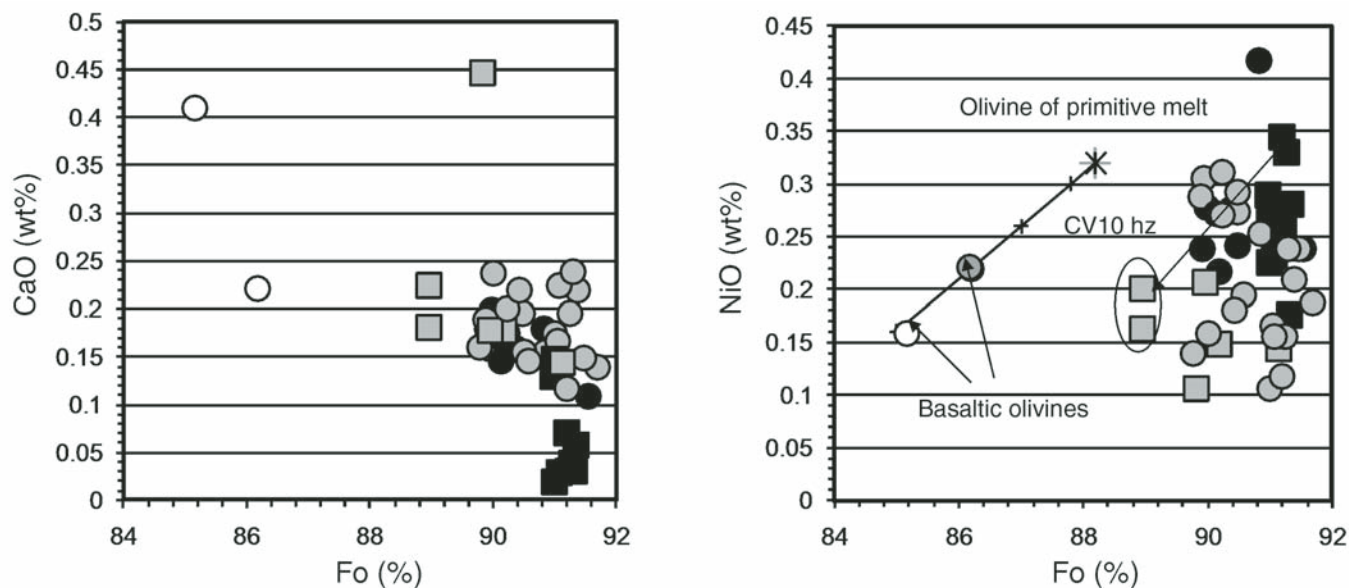 0.5
0.45
0.4
0.35
0.3
0.25
0.2
0.15
0.1
0.05
0
CaO (wt%)
84 86 88 90 92
Fo (%)
0.45
0.4
0.35
0.3
0.25
0.2
0.15
0.1
0.05
0
NiO (wt%)
Olivine of primitive melt
CV10 hz
Basaltic olivines
84 86 88 90 92
Fo (%)